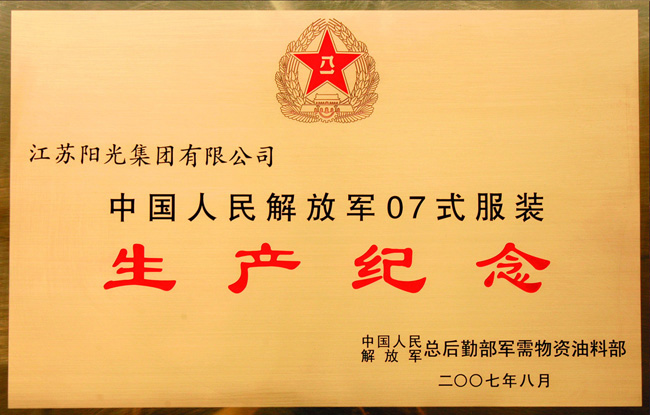 八一
江苏阳光集团有限公司
中国人民解放军07式服装
生产纪念
中国人民
解放军
总后勤部军需物资油料部
二〇〇七年八月